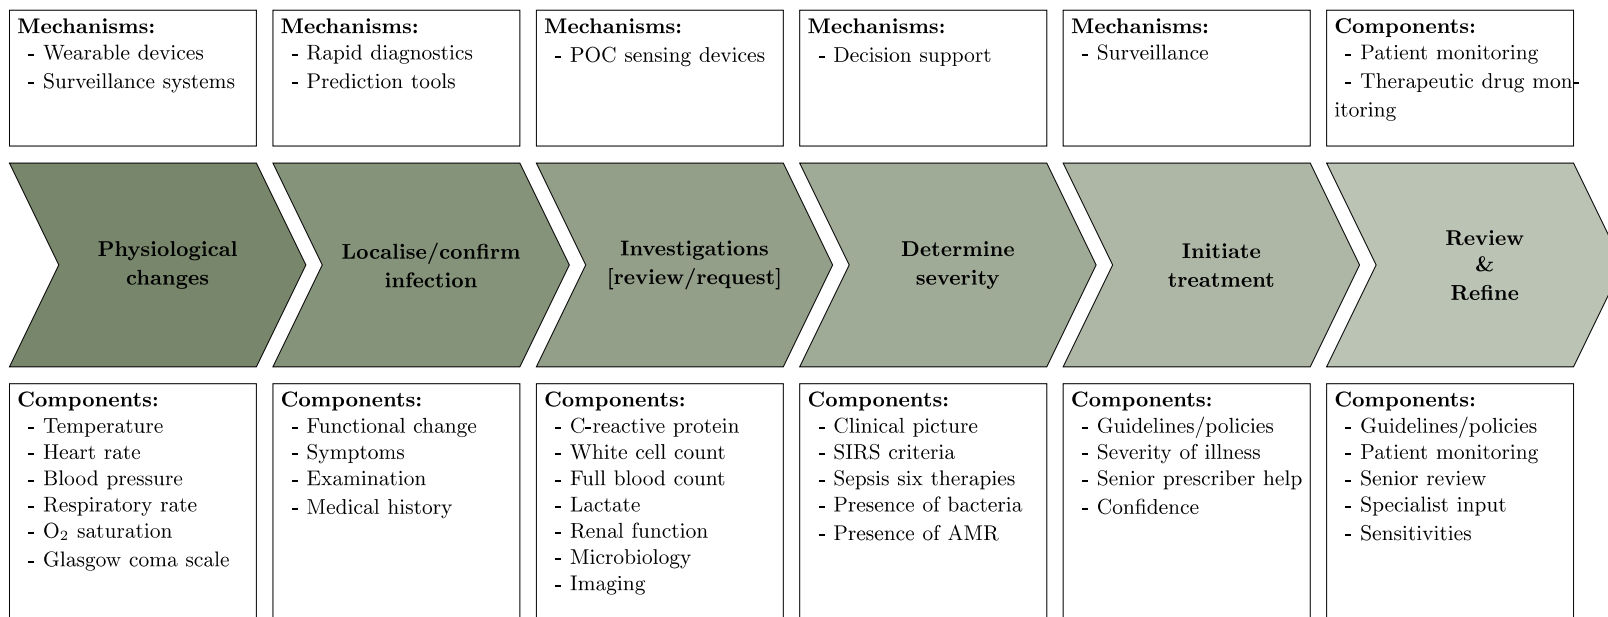 Mechanisms:
- Wearable devices
- Surveillance systems
Mechanisms:
- Rapid diagnostics
- Prediction tools
Mechanisms:
- POC sensing devices
Mechanisms:
- Decision support
Mechanisms:
- Surveillance
Components:
- Patient monitoring
- Therapeutic drug mon-
itoring
Physiological
changes
Localise/confirm
infection
Investigations
[review/request]
Determine
severity
Initiate
treatment
Review
&
Refine
Components:
- Temperature
- Heart rate
- Blood pressure
- Respiratory rate
- O₂ saturation
- Glasgow coma scale
Components:
- Functional change
- Symptoms
- Examination
- Medical history
Components:
- C-reactive protein
- White cell count
- Full blood count
- Lactate
- Renal function
- Microbiology
- Imaging
Components:
- Clinical picture
- SIRS criteria
- Sepsis six therapies
- Presence of bacteria
- Presence of AMR
Components:
- Guidelines/policies
- Severity of illness
- Senior prescriber help
- Confidence
Components:
- Guidelines/policies
- Patient monitoring
- Senior review
- Specialist input
- Sensitivities